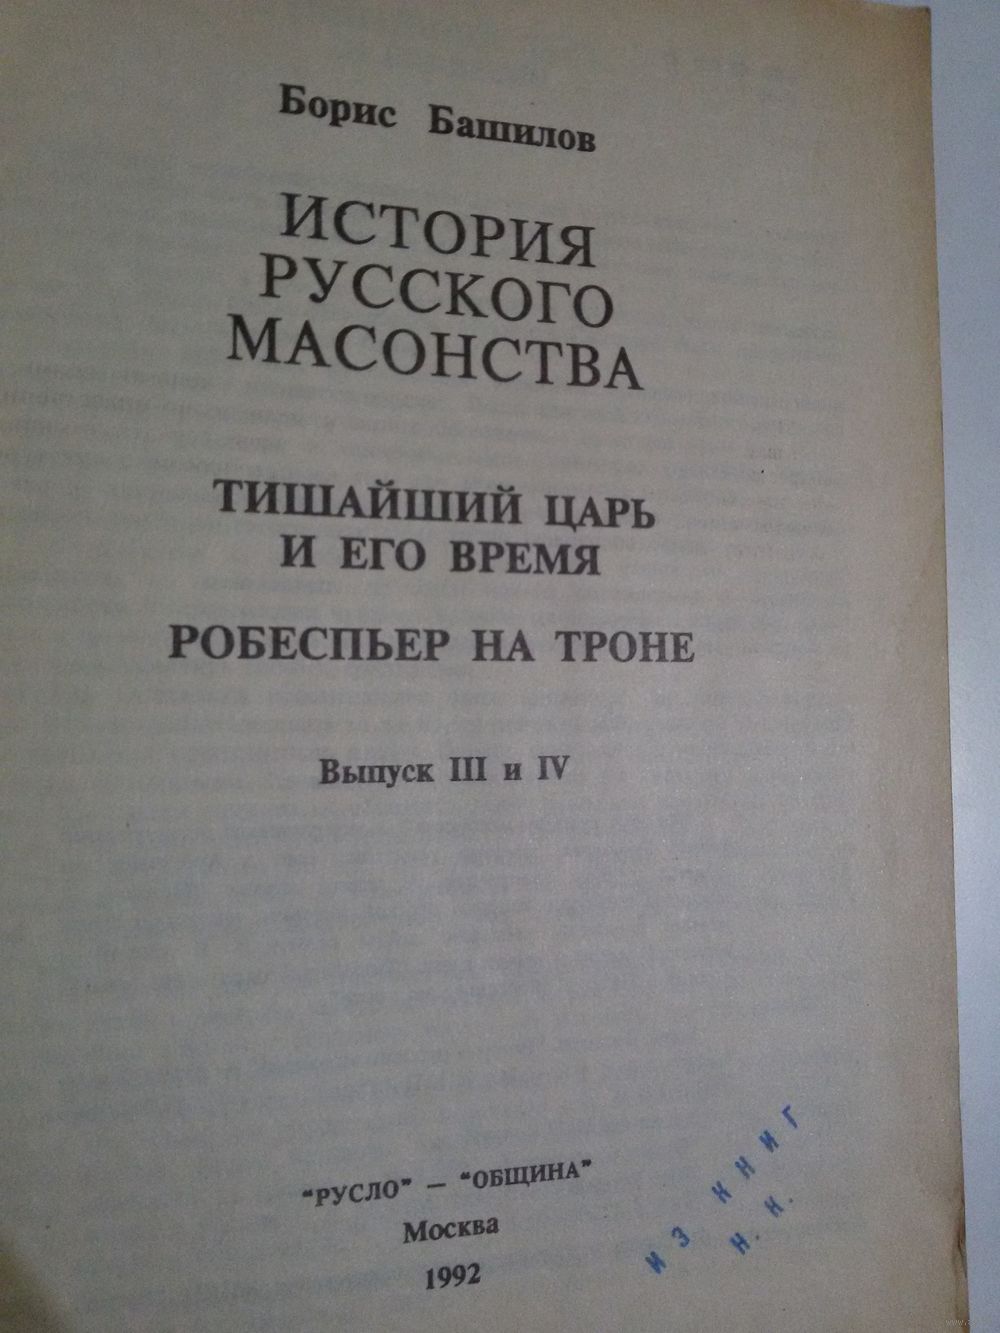 Борис Башилов
ИСТОРИЯ
РУССКОГО
МАСОНСТВА
ТИШАЙШИЙ ЦАРЬ
И ЕГО ВРЕМЯ
РОБЕСПЬЕР НА ТРОНЕ
Выпуск III и IV
"РУСЛО" — "ОБЩИНА"
Москва
1992
ИЗ КНИГ
Н. Н.